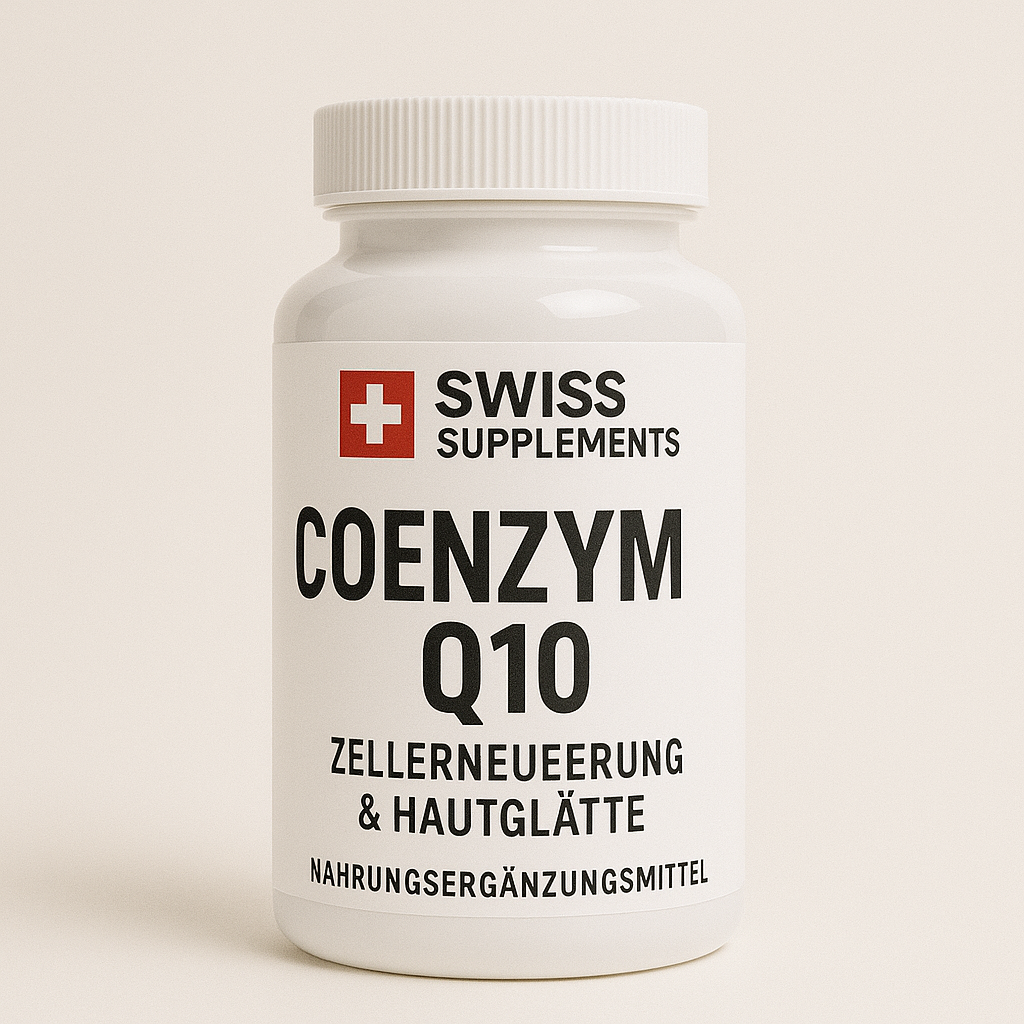 SWISS
SUPPLEMENTS
COENZYM
Q10
ZELLERNEUEERUNG
& HAUTGLÄTTE
NAHRUNGSERGÄNZUNGSMITTEL